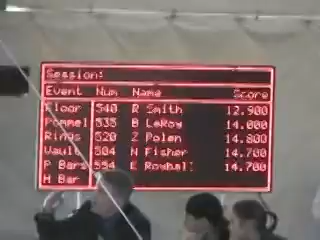 Session:
Event Num Name Score
Floor 540 R Smith 12.900
Pommel 535 B LeRoy 14.000
Rings 520 Z Polen 14.800
Vault 504 N Fisher 14.700
P Bars 554 E Roybal 14.700
H Bar